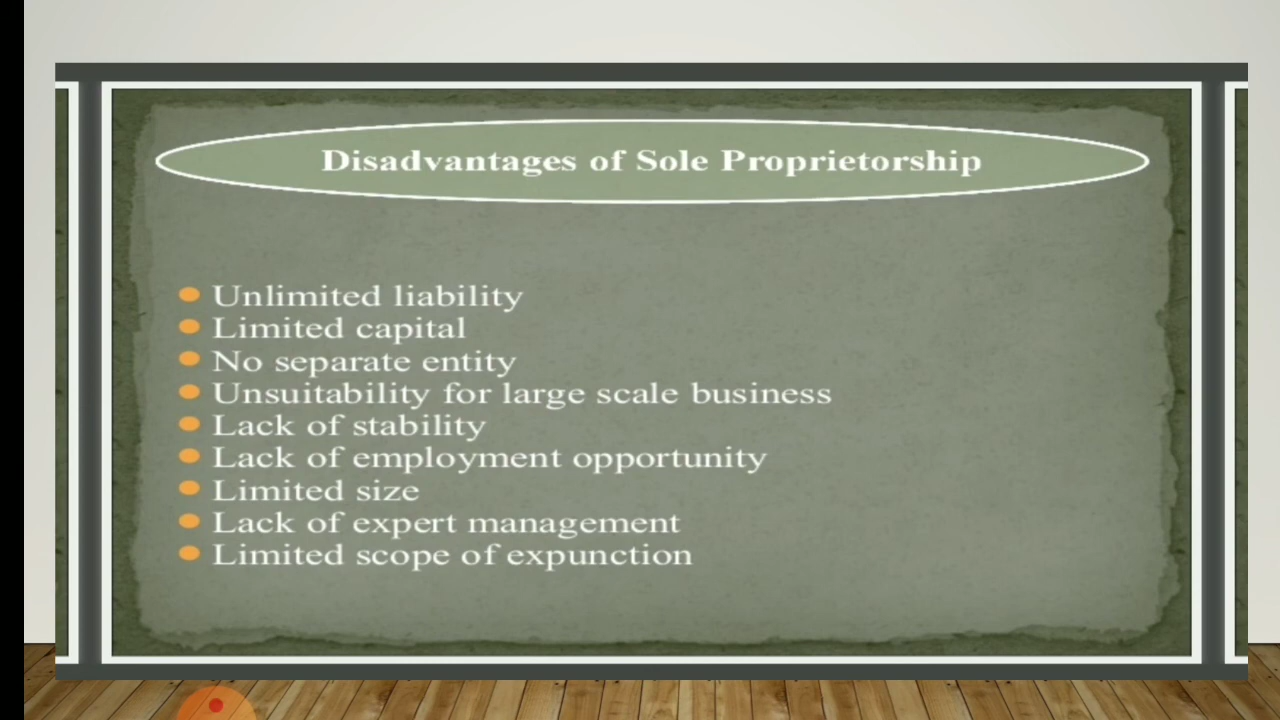 Disadvantages of Sole Proprietorship
Unlimited liability
Limited capital
No separate entity
Unsuitability for large scale business
Lack of stability
Lack of employment opportunity
Limited size
Lack of expert management
Limited scope of expunction